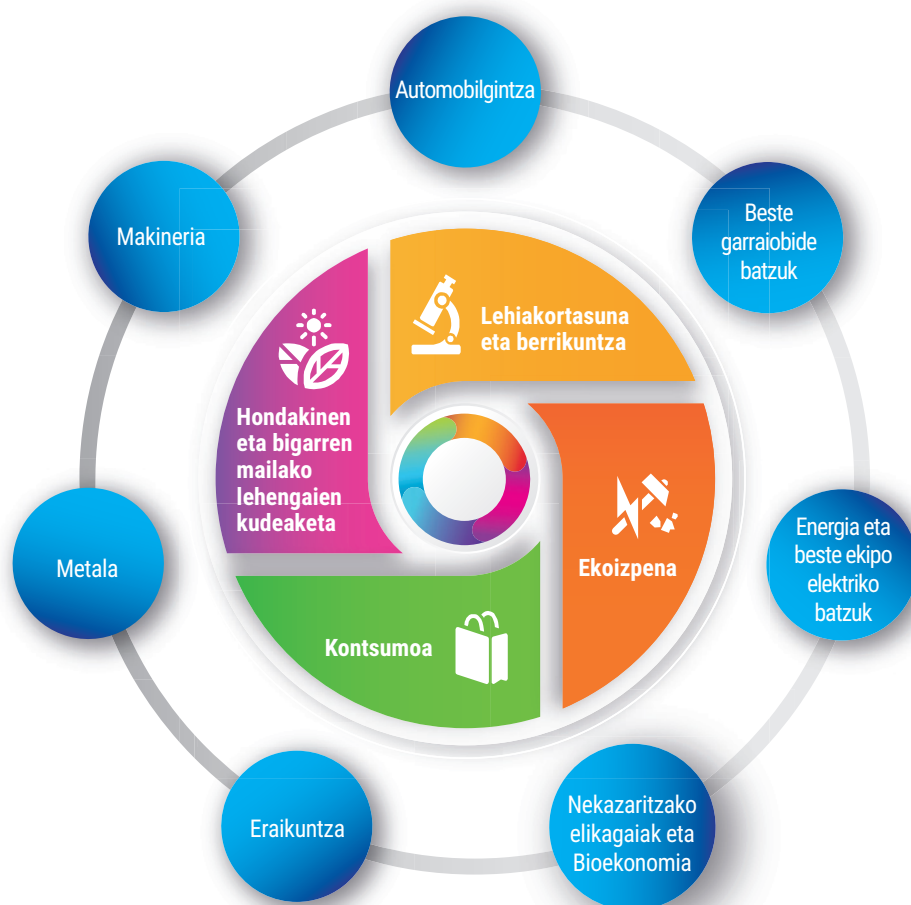 Automobilgintza
Beste
garraiobide
batzuk
Makineria
Lehiakortasuna
eta berrikuntza
Hondakinen
eta bigarren
mailako
lehengaien
kudeaketa
Ekoizpena
Energia eta
beste ekipo
elektriko
batzuk
Metala
Kontsumoa
Nekazaritzako
elikagaiak eta
Bioekonomia
Eraikuntza